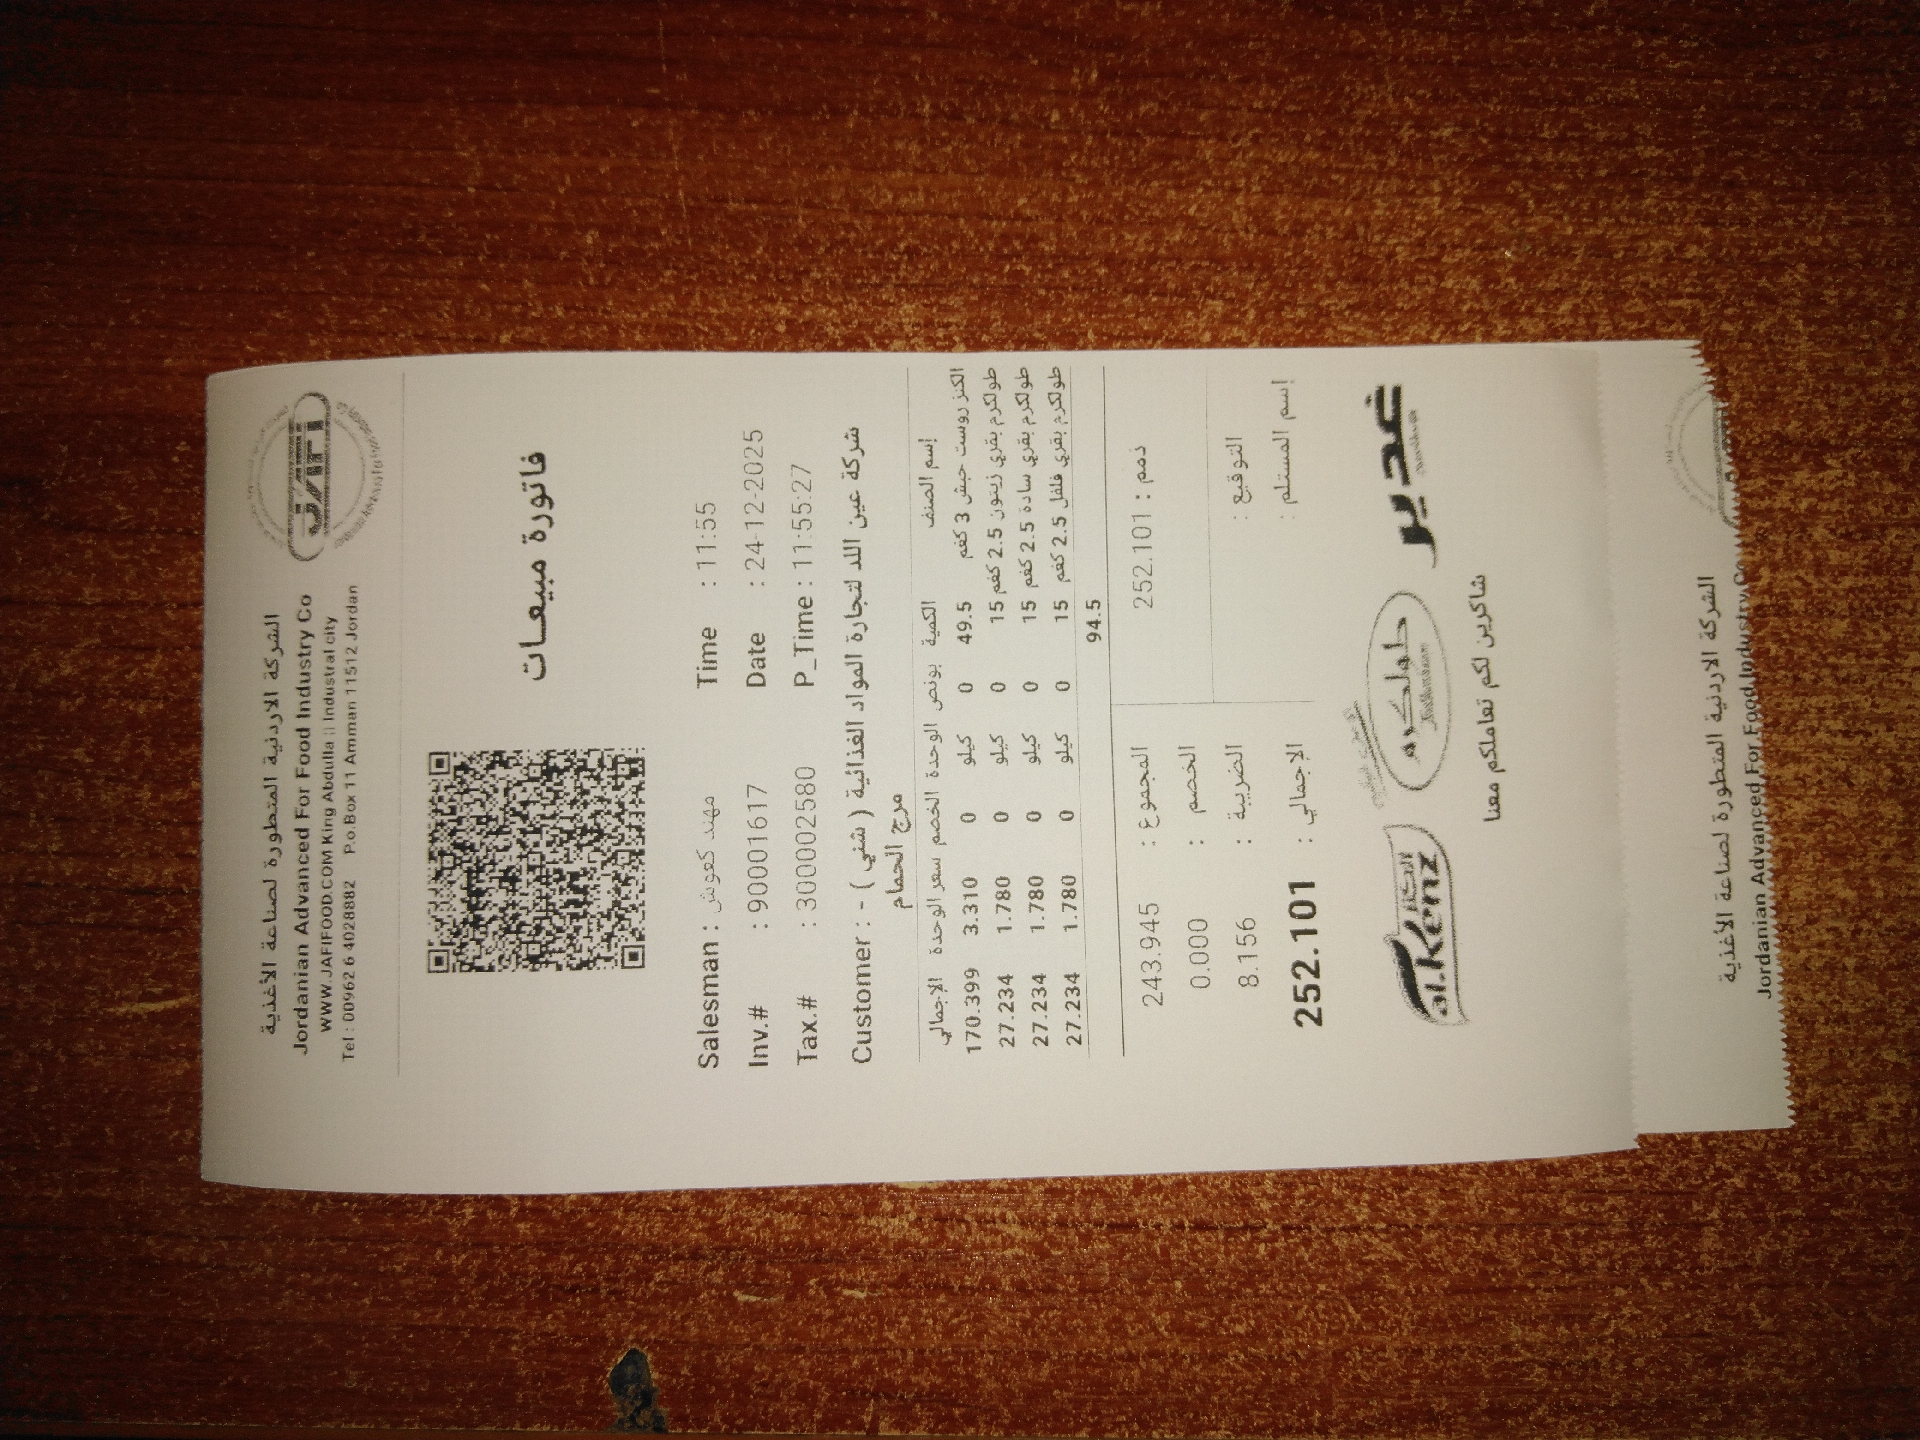 الشركة الاردنية المتطورة لصناعة الأغذية
Jordanian Advanced For Food Industry Co
WWW.JAFIFOOD.COM King Abdulla II Industral city
Tel : 00962 6 4028882 P.o.Box 11 Amman 11512 Jordan
JAFI
فاتورة مبيعات
Salesman : مهند كعوش Time : 11:55
Inv.# : 90001617 Date : 24-12-2025
Tax.# : 3000002580 P_Time : 11:55:27
Customer : - شركة عين اللد لتجارة المواد الغذائية ( شني )
مرج الحمام
إسم الصنف الكمية بونص الوحدة الخصم سعر الوحدة الإجمالي
الكنز روست حبش 3 كغم 49.5 0 كيلو 0 3.310 170.399
طولكرم بقري زيتون 2.5 كغم 15 0 كيلو 0 1.780 27.234
طولكرم بقري سادة 2.5 كغم 15 0 كيلو 0 1.780 27.234
طولكرم بقري فلفل 2.5 كغم 15 0 كيلو 0 1.780 27.234
94.5
ذمم : 252.101
المجموع : 243.945
الخصم : 0.000
التوقيع :
الضريبة : 8.156
إسم المستلم :
الإجمالي : 252.101
غدير
طولكرم
الكنز
al.Kenz
شاكرين لكم تعاملكم معنا
الشركة الاردنية المتطورة لصناعة الأغذية
Jordanian Advanced For Food Industry Co